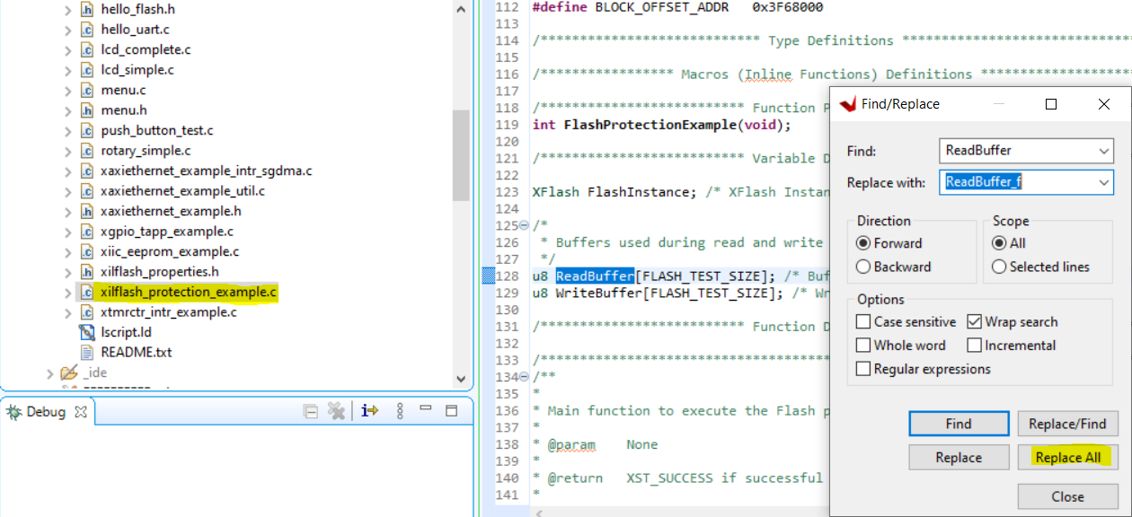 hello_flash.h
hello_uart.c
lcd_complete.c
lcd_simple.c
menu.c
menu.h
push_button_test.c
rotary_simple.c
xaxiethernet_example_intr_sgdma.c
xaxiethernet_example_util.c
xaxiethernet_example.h
xgpio_tapp_example.c
xiic_eeprom_example.c
xilflash_properties.h
xilflash_protection_example.c
xtmrctr_intr_example.c
lscript.ld
README.txt
_ide
Debug
112 #define BLOCK_OFFSET_ADDR   0x3F68000
113
114 /**************************** Type Definitions ******************************
115
116 /***************** Macros (Inline Functions) Definitions *******************
117
118 /************************** Function P
119 int FlashProtectionExample(void);
120
121 /************************** Variable D
122
123 XFlash FlashInstance; /* XFlash Instan
124
125 /*
126  * Buffers used during read and write
127  */
128 u8 ReadBuffer[FLASH_TEST_SIZE]; /* Buf
129 u8 WriteBuffer[FLASH_TEST_SIZE]; /* Wr
130
131 /************************** Function D
132
133 /*************************************
134 /**
135 *
136 * Main function to execute the Flash p
137 *
138 * @param    None
139 *
140 * @return   XST_SUCCESS if successful
141 *
Find/Replace
Find: ReadBuffer
Replace with: ReadBuffer_f
Direction
Forward
Backward
Scope
All
Selected lines
Options
Case sensitive
Wrap search
Whole word
Incremental
Regular expressions
Find
Replace/Find
Replace
Replace All
Close